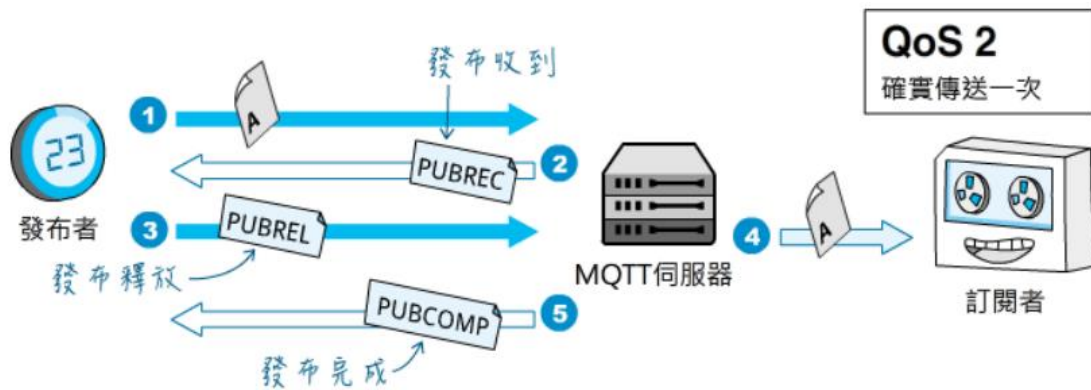 QoS 2
確實傳送一次
發布收到
1
A
23
PUBREC
2
發布者
3
PUBREL
4
A
MQTT伺服器
發布釋放
PUBCOMP
5
訂閱者
發布完成